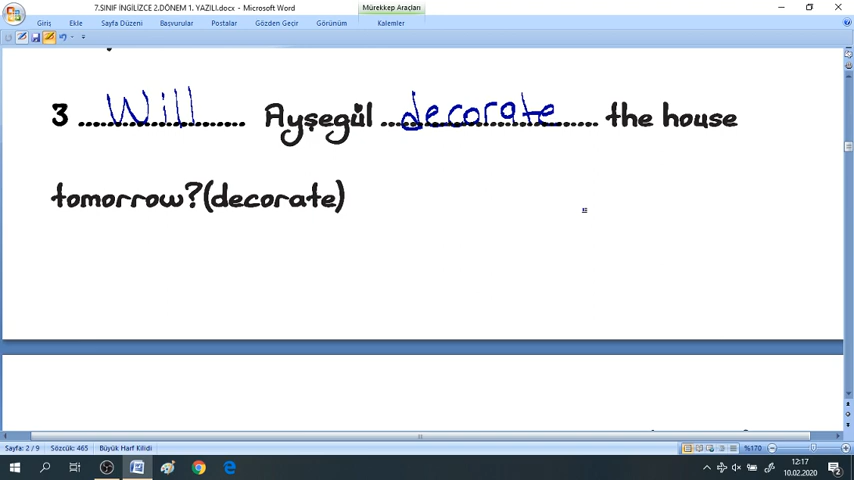 7.SINIF İNGİLİZCE 2.DÖNEM 1. YAZILI.docx - Microsoft Word
Mürekkep Araçları
Giriş Ekle Sayfa Düzeni Başvurular Postalar Gözden Geçir Görünüm Kalemler
3 Will Ayşegül decorate the house
tomorrow?(decorate)
Sayfa: 2 / 9 Sözcük: 465 Büyük Harf Kilidi %170
12:17
10.02.2020
2